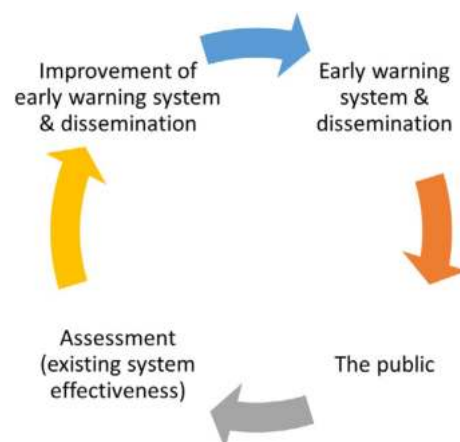 Improvement of
early warning system
& dissemination
Early warning
system &
dissemination
The public
Assessment
(existing system
effectiveness)